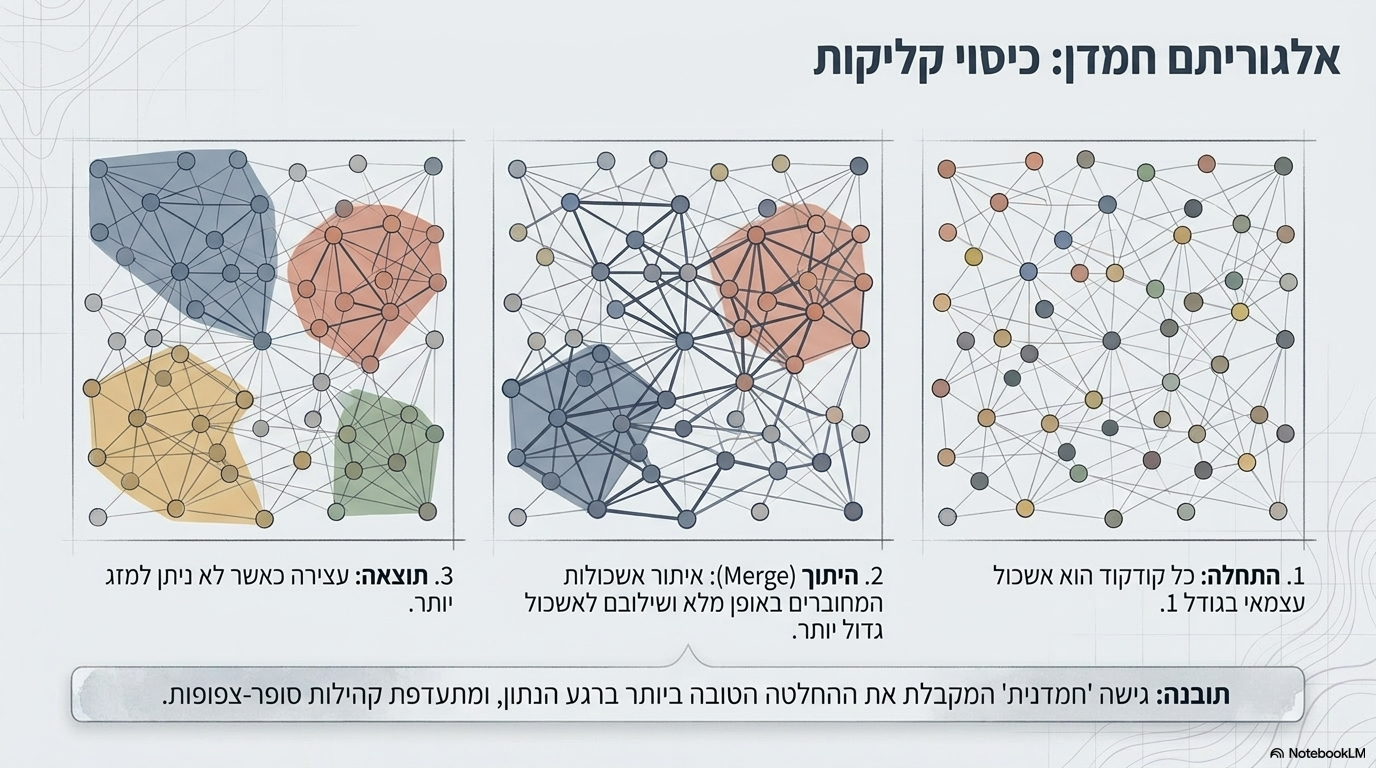 אלגוריתם חמדן: כיסוי קליקות
1. התחלה: כל קודקוד הוא אשכול
עצמאי בגודל 1.
2. היתוך (Merge): איתור אשכולות
המחוברים באופן מלא ושילובם לאשכול
גדול יותר.
3. תוצאה: עצירה כאשר לא ניתן למזג
יותר.
תובנה: גישה 'חמדנית' המקבלת את ההחלטה הטובה ביותר ברגע הנתון, ומתעדפת קהילות סופר-צפופות.
NotebookLM